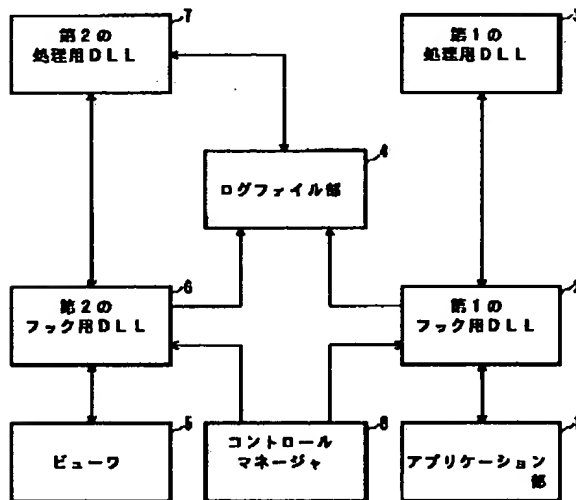 7
第2の
処理用DLL
3
第1の
処理用DLL
4
ログファイル部
6
第2の
フック用DLL
2
第1の
フック用DLL
5
ビューワ
8
コントロール
マネージャ
アプリケーション
部